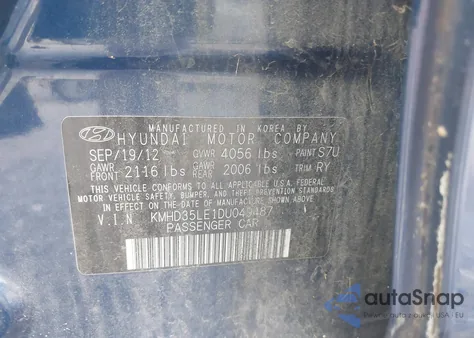 MANUFACTURED IN KOREA BY
HYUNDAI MOTOR COMPANY
SEP/19/12 GVWR 4056 lbs PAINT S7U
GAWR FRONT 2116 lbs GAWR REAR 2006 lbs TRIM RY
THIS VEHICLE CONFORMS TO ALL APPLICABLE U.S.A. FEDERAL
MOTOR VEHICLE SAFETY, BUMPER, AND THEFT PREVENTION STANDARDS
IN EFFECT ON THE DATE OF MANUFACTURE SHOWN ABOVE.
V.I.N. KMHD35LE1DU049487
PASSENGER CAR
autoSnap